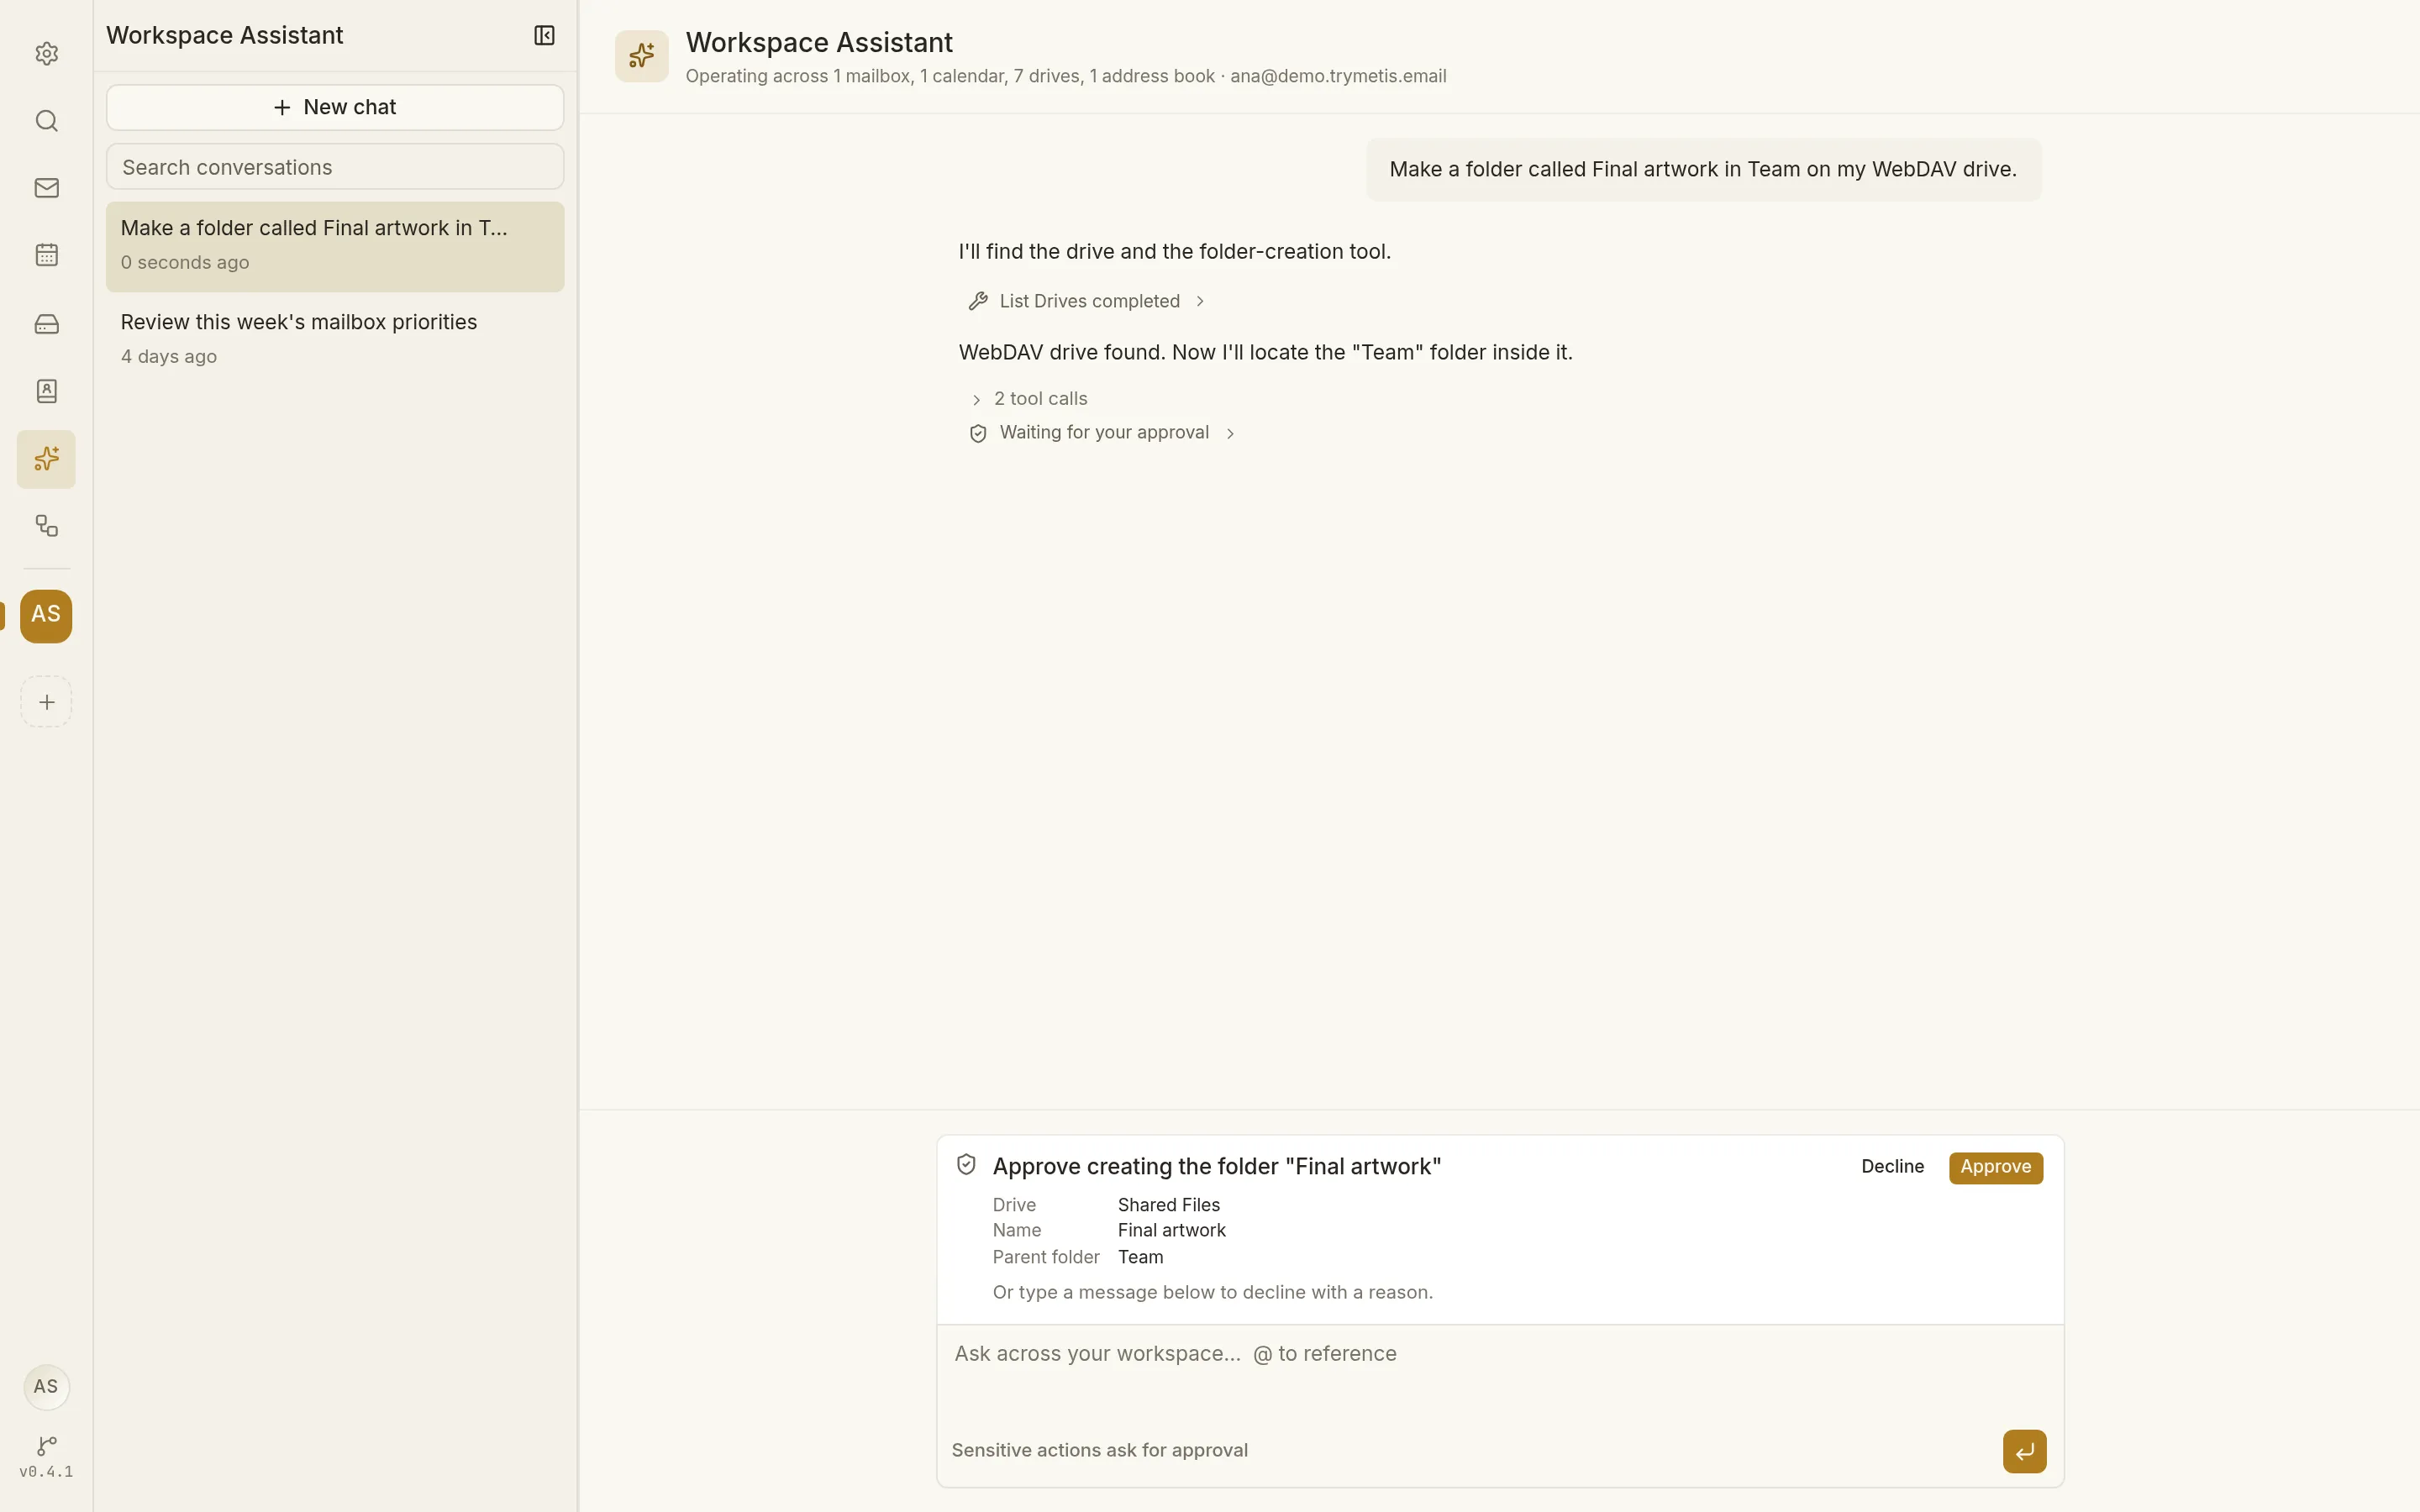 Workspace Assistant
New chat
Search conversations
Make a folder called Final artwork in T...
0 seconds ago
Review this week's mailbox priorities
4 days ago
AS
AS
v0.4.1
Workspace Assistant
Operating across 1 mailbox, 1 calendar, 7 drives, 1 address book · ana@demo.trymetis.email
Make a folder called Final artwork in Team on my WebDAV drive.
I'll find the drive and the folder-creation tool.
List Drives completed
WebDAV drive found. Now I'll locate the "Team" folder inside it.
2 tool calls
Waiting for your approval
Approve creating the folder "Final artwork"
Decline
Approve
Drive Shared Files
Name Final artwork
Parent folder Team
Or type a message below to decline with a reason.
Ask across your workspace... @ to reference
Sensitive actions ask for approval